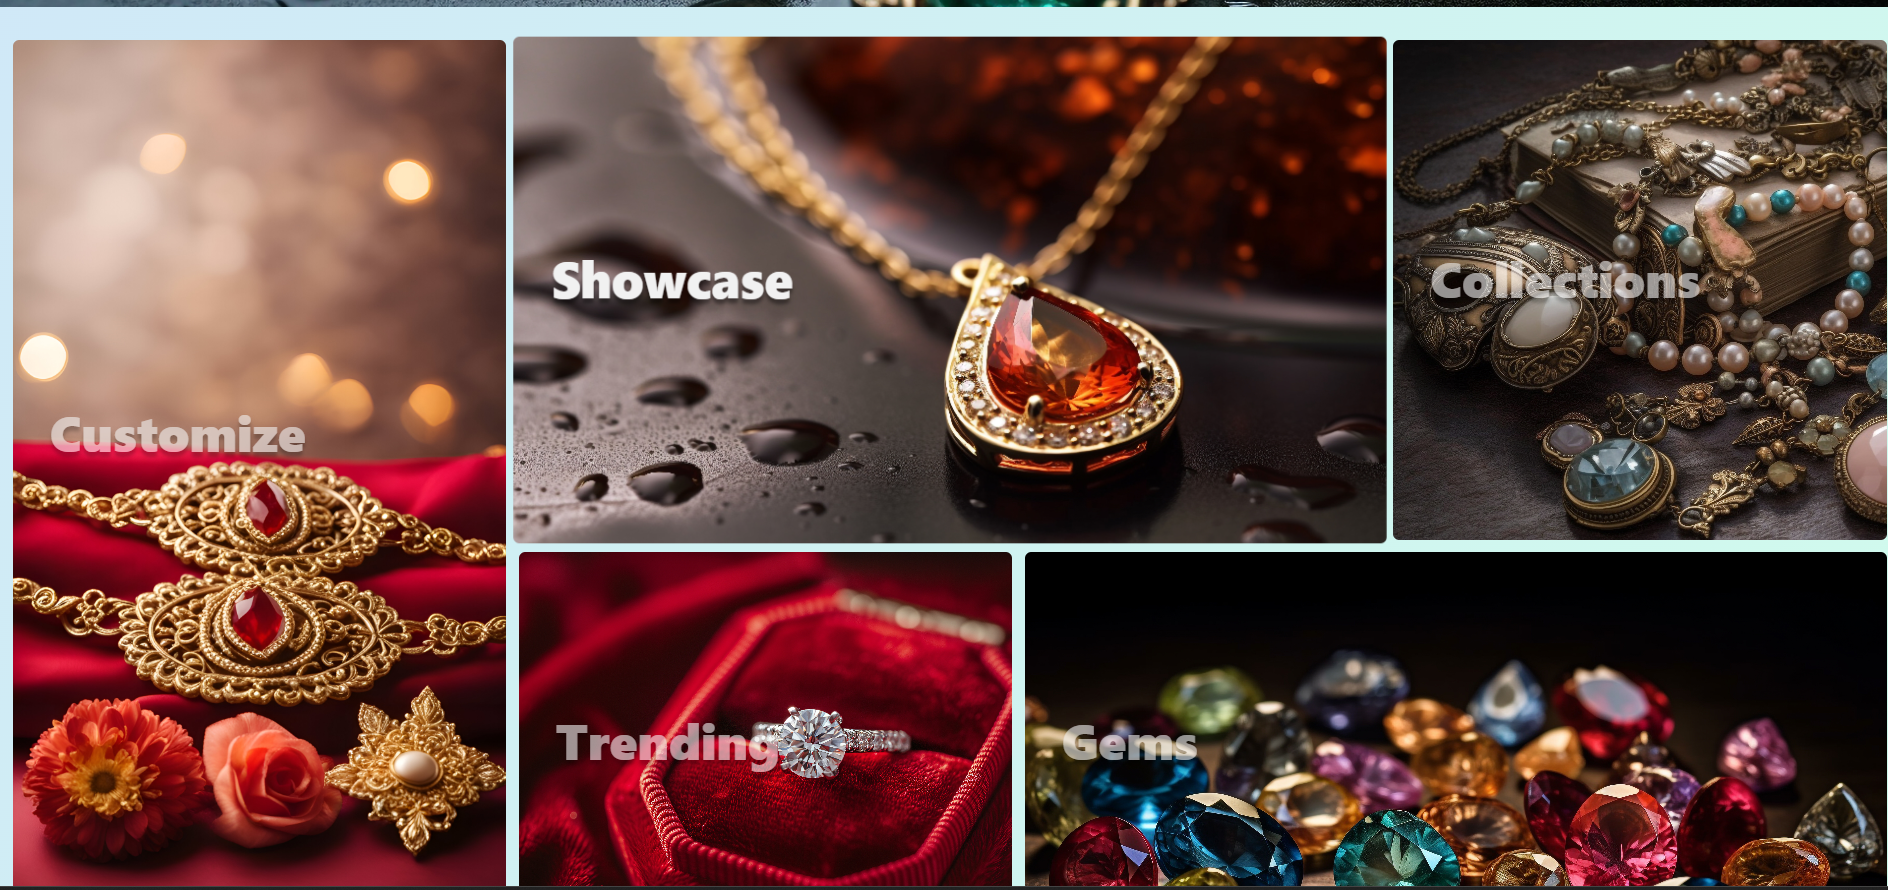 Showcase
Collections
Customize
Trending
Gems